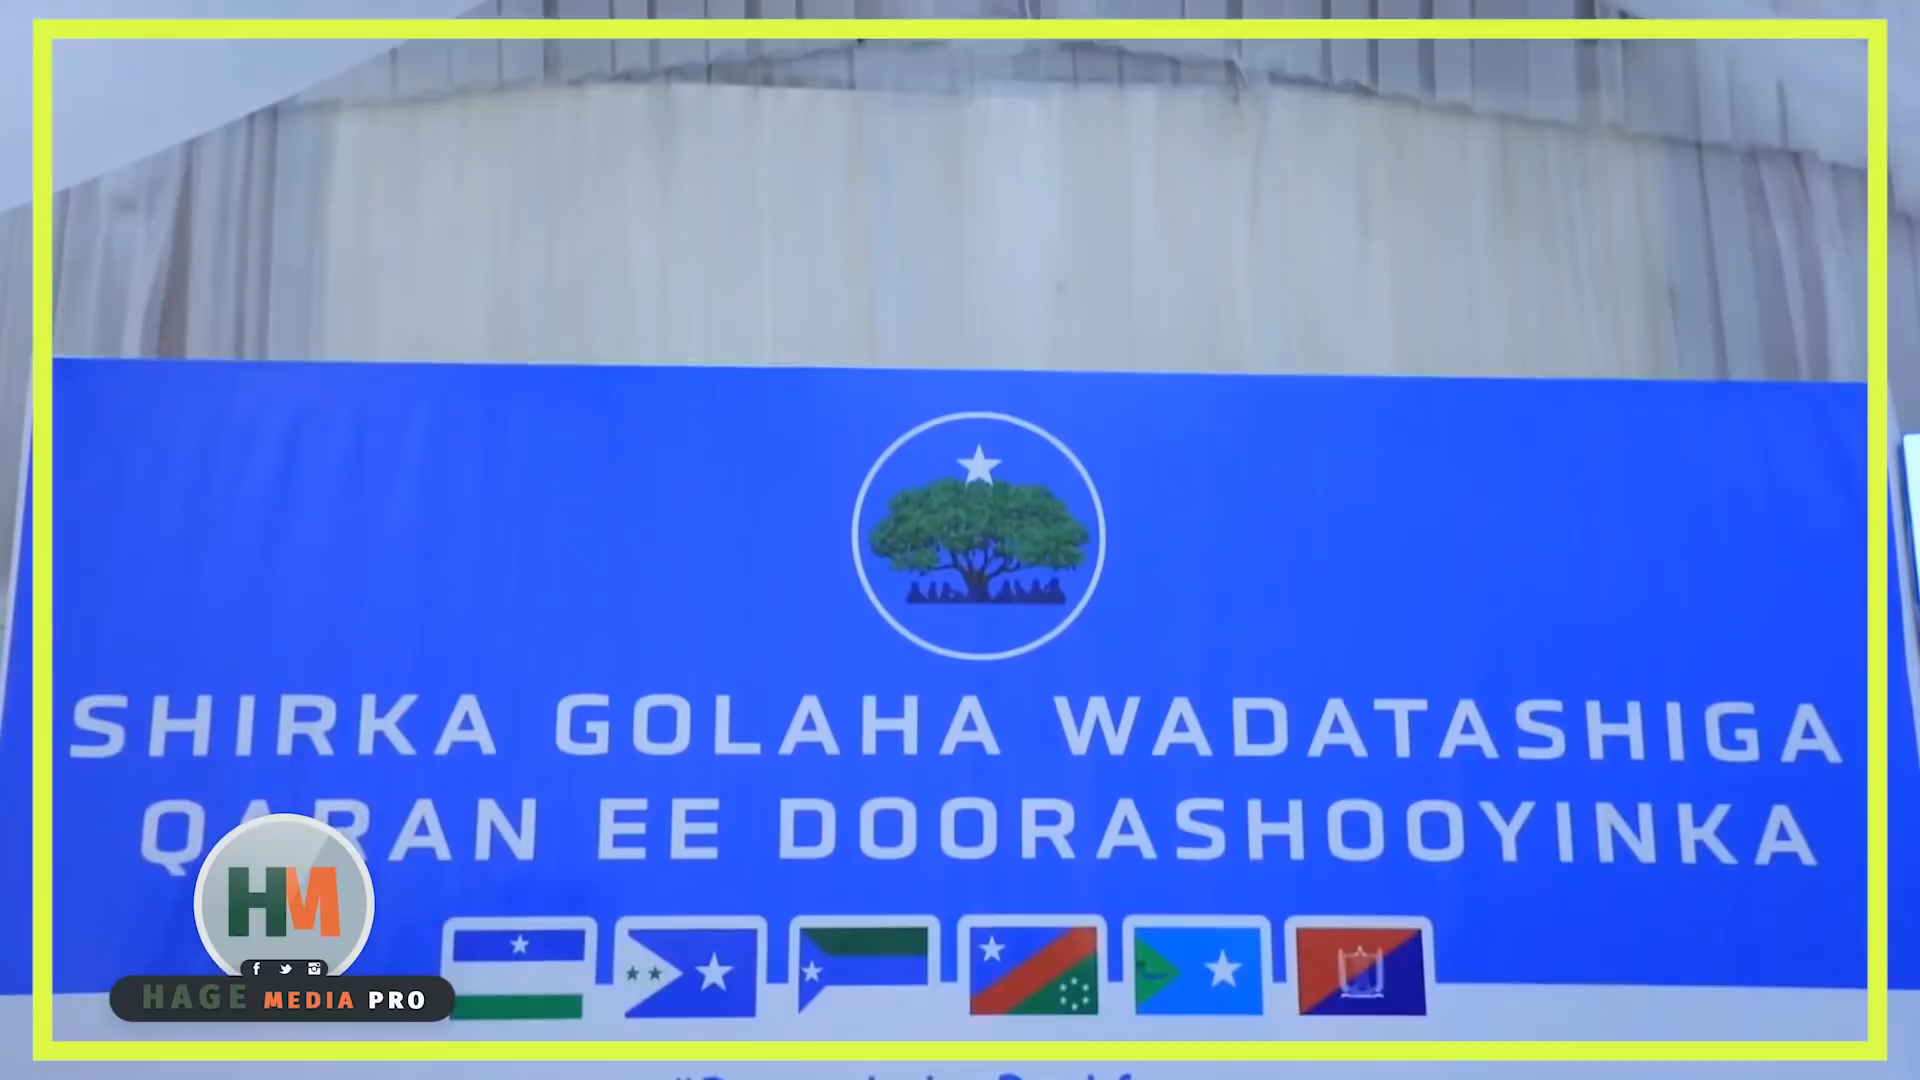 SHIRKA GOLAHA WADATASHIGA
QARAN EE DOORASHOOYINKA
HM
HAGE MEDIA PRO